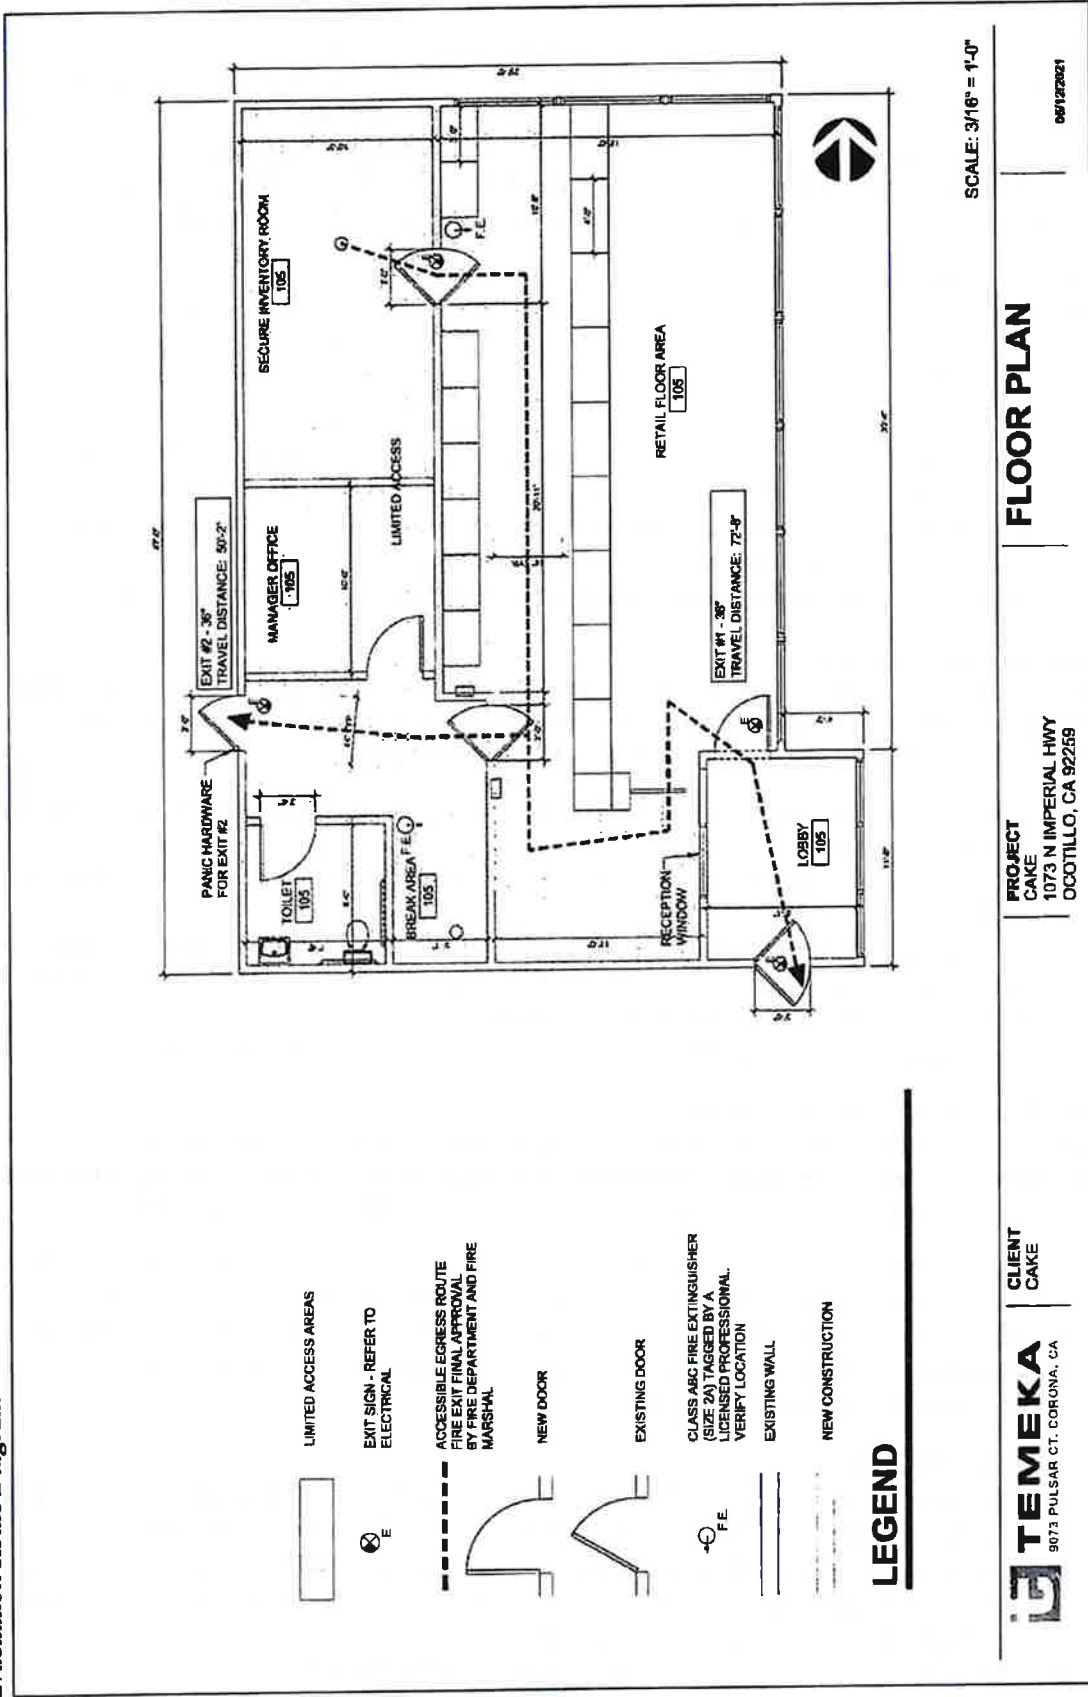 SECURE INVENTORY ROOM
105
MANAGER OFFICE
105
LIMITED ACCESS
EXIT #2 - 36"
TRAVEL DISTANCE: 50'-2"
PANIC HARDWARE
FOR EXIT #2
TOILET
105
BREAK AREA
105
F.E.
F.E.
RETAIL FLOOR AREA
105
EXIT #1 - 36"
TRAVEL DISTANCE: 72'-8"
RECEPTION
WINDOW
LOBBY
105
20'-11"
E
LIMITED ACCESS AREAS
E
EXIT SIGN - REFER TO
ELECTRICAL
ACCESSIBLE EGRESS ROUTE
FIRE EXIT FINAL APPROVAL
BY FIRE DEPARTMENT AND FIRE
MARSHAL
NEW DOOR
EXISTING DOOR
F.E.
CLASS ABC FIRE EXTINGUISHER
(SIZE 2A) TAGGED BY A
LICENSED PROFESSIONAL.
VERIFY LOCATION
EXISTING WALL
NEW CONSTRUCTION
LEGEND
SCALE: 3/16" = 1'-0"
TEMEKA
9073 PULSAR CT. CORONA, CA
CLIENT
CAKE
PROJECT
CAKE
1073 N IMPERIAL HWY
OCOTILLO, CA 92259
FLOOR PLAN
06/12/2021